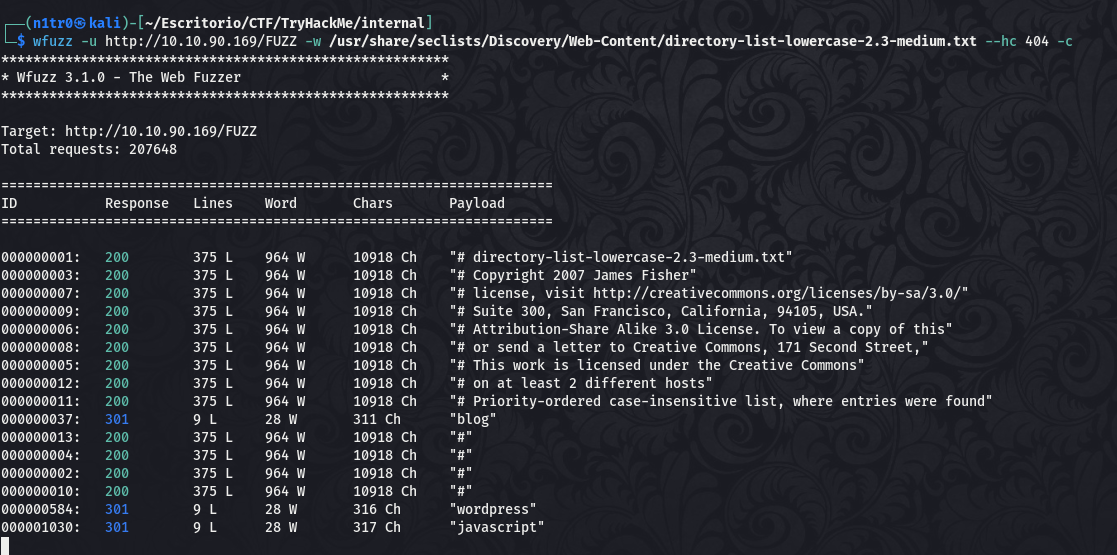 ┌──(n1tr0㉿kali)-[~/Escritorio/CTF/TryHackMe/internal]
└─$ wfuzz -u http://10.10.90.169/FUZZ -w /usr/share/seclists/Discovery/Web-Content/directory-list-lowercase-2.3-medium.txt --hc 404 -c
********************************************************
* Wfuzz 3.1.0 - The Web Fuzzer                         *
********************************************************

Target: http://10.10.90.169/FUZZ
Total requests: 207648

=====================================================================
ID           Response   Lines    Word       Chars       Payload
=====================================================================

000000001:   200        375 L    964 W      10918 Ch    "# directory-list-lowercase-2.3-medium.txt"
000000003:   200        375 L    964 W      10918 Ch    "# Copyright 2007 James Fisher"
000000007:   200        375 L    964 W      10918 Ch    "# license, visit http://creativecommons.org/licenses/by-sa/3.0/"
000000009:   200        375 L    964 W      10918 Ch    "# Suite 300, San Francisco, California, 94105, USA."
000000006:   200        375 L    964 W      10918 Ch    "# Attribution-Share Alike 3.0 License. To view a copy of this"
000000008:   200        375 L    964 W      10918 Ch    "# or send a letter to Creative Commons, 171 Second Street,"
000000005:   200        375 L    964 W      10918 Ch    "# This work is licensed under the Creative Commons"
000000012:   200        375 L    964 W      10918 Ch    "# on at least 2 different hosts"
000000011:   200        375 L    964 W      10918 Ch    "# Priority-ordered case-insensitive list, where entries were found"
000000037:   301        9 L      28 W       311 Ch      "blog"
000000013:   200        375 L    964 W      10918 Ch    "#"
000000004:   200        375 L    964 W      10918 Ch    "#"
000000002:   200        375 L    964 W      10918 Ch    "#"
000000010:   200        375 L    964 W      10918 Ch    "#"
000000584:   301        9 L      28 W       316 Ch      "wordpress"
000001030:   301        9 L      28 W       317 Ch      "javascript"